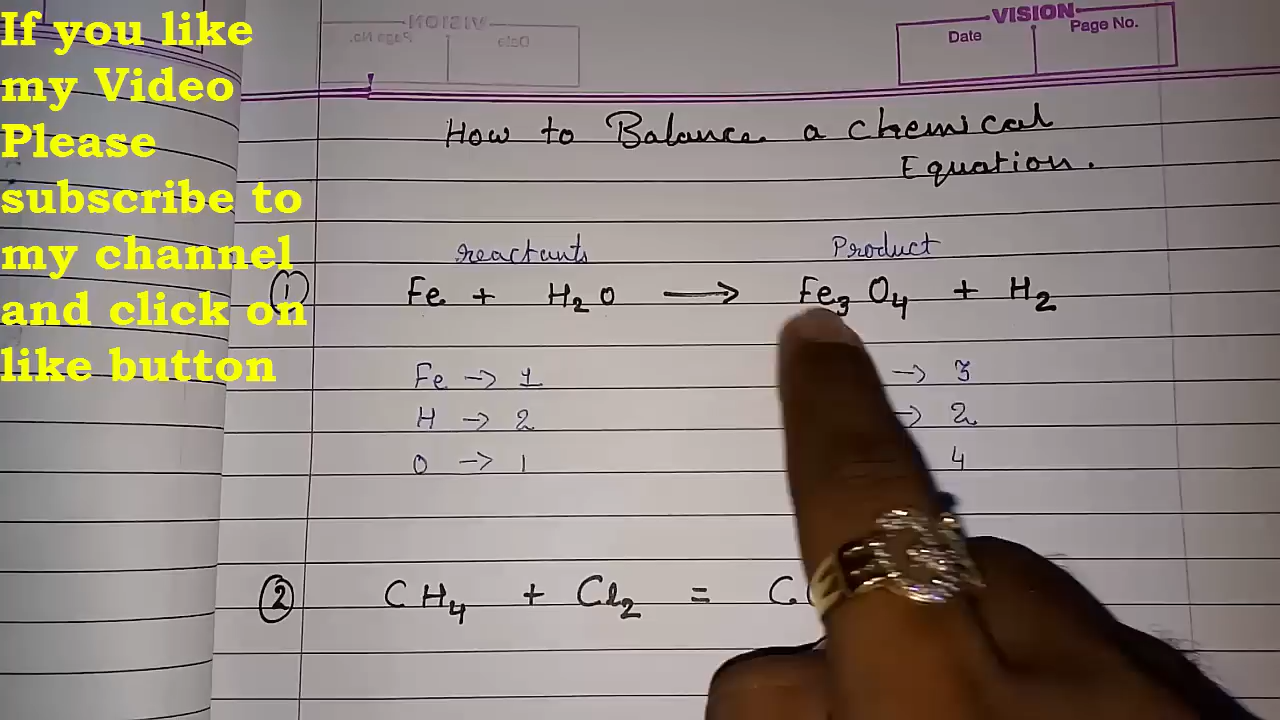 If you like
my Video
Please
subscribe to
my channel
and click on
like button
VISION
Date
Page No.
How to Balance a chemical
Equation.
reactants
Product
① Fe + H₂O → Fe₃O₄ + H₂
Fe → 1
→ 3
H → 2
→ 2
O → 1
4
② CH₄ + Cl₂ = C